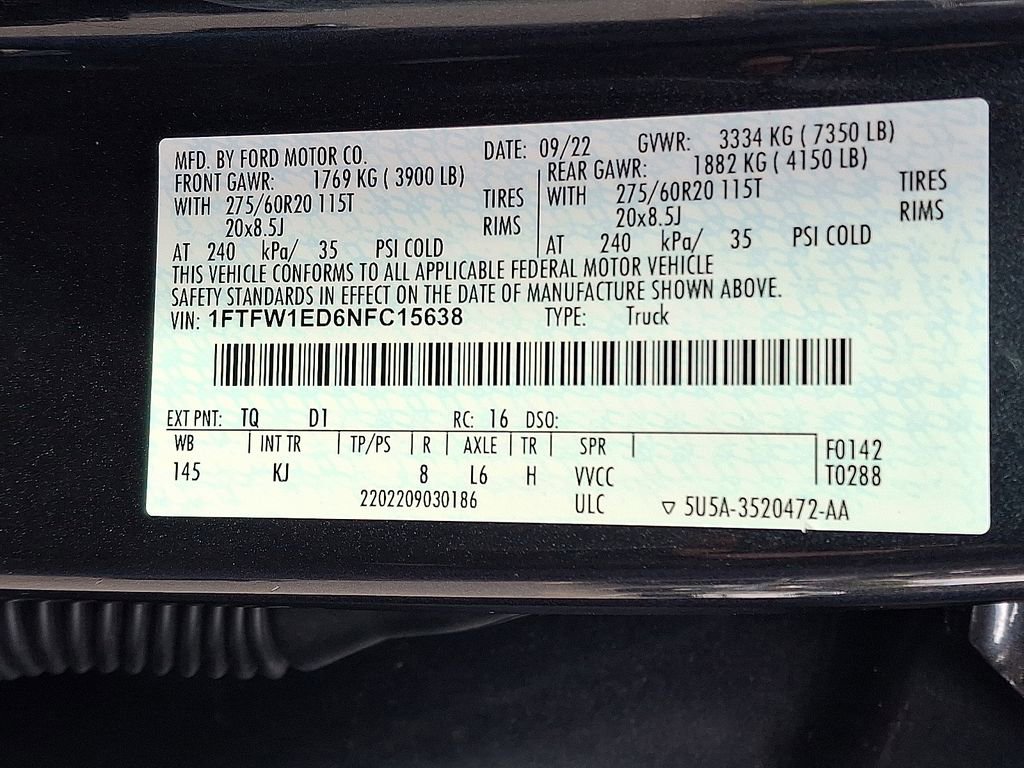 MFD. BY FORD MOTOR CO. DATE: 09/22 GVWR: 3334 KG ( 7350 LB)
FRONT GAWR: 1769 KG ( 3900 LB) REAR GAWR: 1882 KG ( 4150 LB)
WITH 275/60R20 115T TIRES WITH 275/60R20 115T TIRES
20x8.5J RIMS 20x8.5J RIMS
AT 240 kPa/ 35 PSI COLD AT 240 kPa/ 35 PSI COLD
THIS VEHICLE CONFORMS TO ALL APPLICABLE FEDERAL MOTOR VEHICLE
SAFETY STANDARDS IN EFFECT ON THE DATE OF MANUFACTURE SHOWN ABOVE.
VIN: 1FTFW1ED6NFC15638 TYPE: Truck
EXT PNT: TQ D1 RC: 16 DSO:
WB | INT TR | TP/PS | R | AXLE | TR | SPR | F0142
145 KJ 8 L6 H VVCC T0288
2202209030186 ULC ▽ 5U5A-3520472-AA